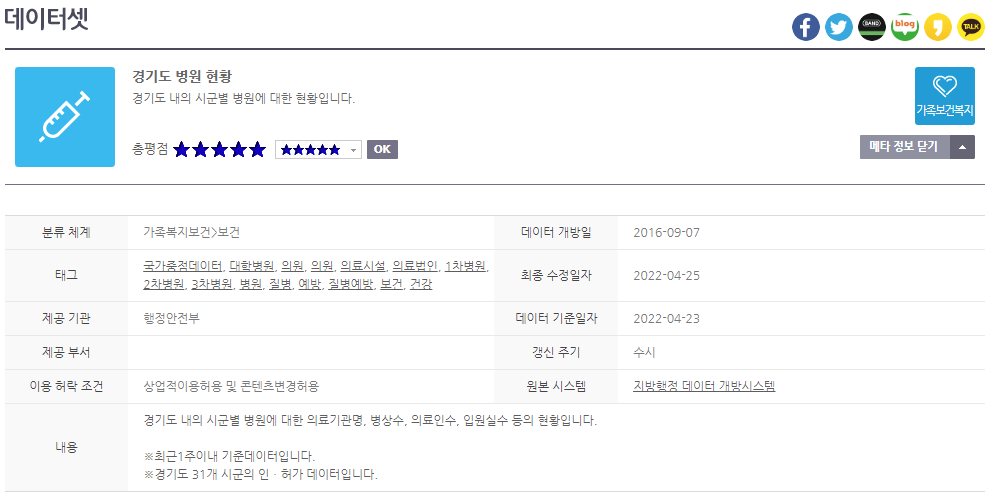 데이터셋
BAND
blog
TALK
경기도 병원 현황
경기도 내의 시군별 병원에 대한 현황입니다.
가족보건복지
총평점
OK
메타 정보 닫기
분류 체계
가족복지보건>보건
데이터 개방일
2016-09-07
태그
국가중점데이터, 대학병원, 의원, 의원, 의료시설, 의료법인, 1차병원,
2차병원, 3차병원, 병원, 질병, 예방, 질병예방, 보건, 건강
최종 수정일자
2022-04-25
제공 기관
행정안전부
데이터 기준일자
2022-04-23
제공 부서
갱신 주기
수시
이용 허락 조건
상업적이용허용 및 콘텐츠변경허용
원본 시스템
지방행정 데이터 개방시스템
내용
경기도 내의 시군별 병원에 대한 의료기관명, 병상수, 의료인수, 입원실수 등의 현황입니다.
※최근1주이내 기준데이터입니다.
※경기도 31개 시군의 인ㆍ허가 데이터입니다.